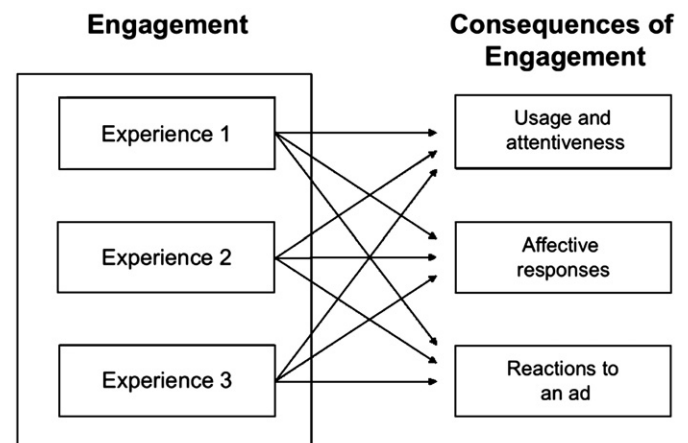 Engagement
Consequences of
Engagement
Experience 1
Usage and
attentiveness
Experience 2
Affective
responses
Experience 3
Reactions to
an ad